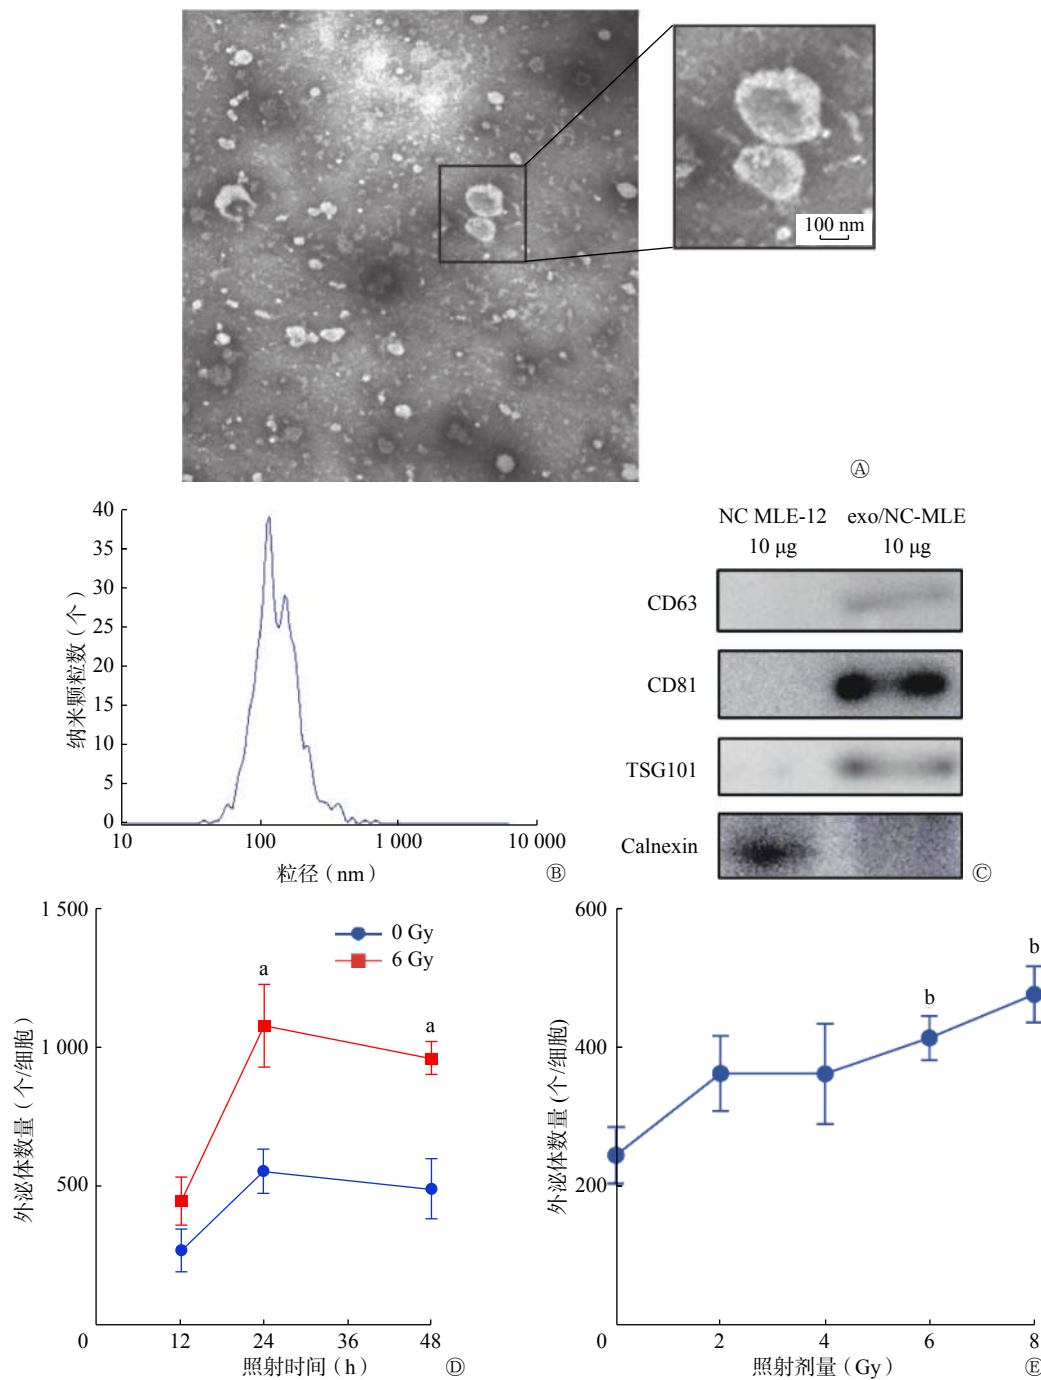 100 nm
Ⓐ
40
35
30
25
20
15
10
5
0
纳米颗粒数（个）
10
100
1 000
10 000
粒径（nm）
Ⓑ
NC MLE-12 exo/NC-MLE
10 μg 10 μg
CD63
CD81
TSG101
Calnexin
Ⓒ
1 500
1 000
500
0
外泌体数量（个/细胞）
0 Gy
6 Gy
a
a
12
24
36
48
照射时间（h）
Ⓓ
600
400
200
0
外泌体数量(个/细胞)
b
b
2
4
6
8
照射剂量（Gy）
Ⓔ